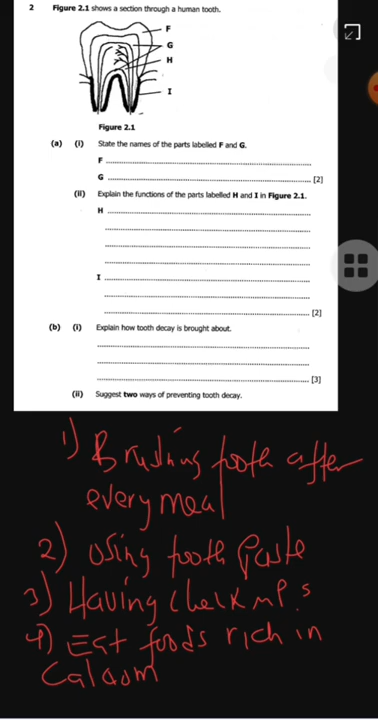 2 Figure 2.1 shows a section through a human tooth.
F
G
H
I
Figure 2.1
(a) (i) State the names of the parts labelled F and G.
F ........................................................................
G ........................................................................ [2]
(ii) Explain the functions of the parts labelled H and I in Figure 2.1.
H ........................................................................
........................................................................
........................................................................
........................................................................
I ........................................................................
........................................................................
........................................................................ [2]
(b) (i) Explain how tooth decay is brought about.
........................................................................
........................................................................
........................................................................ [3]
(ii) Suggest two ways of preventing tooth decay.
1) Brushing tooth after
every meal
2) Using tooth Paste
3) Having check up.s
4) Eat foods rich in